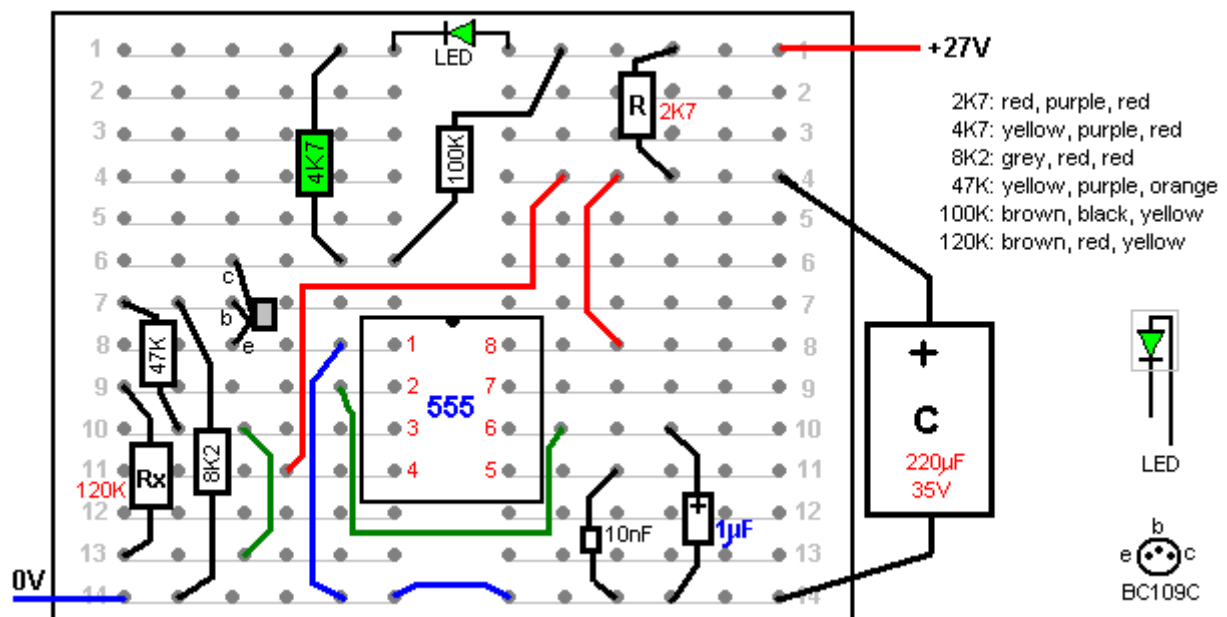 1 LED 1 +27V
2 R 2K7 2
3 3
4 4K7 100K 4
5 5
6 6
c
7 b 7
e
8 47K 1 8 8
9 2 555 7 9
10 3 6 10
11 4 5 11
120K Rx 8K2
12 12
10nF + 1µF
13 13
0V 14 14
2K7: red, purple, red
4K7: yellow, purple, red
8K2: grey, red, red
47K: yellow, purple, orange
100K: brown, black, yellow
120K: brown, red, yellow
+
C
220µF
35V
LED
b
e c
BC109C